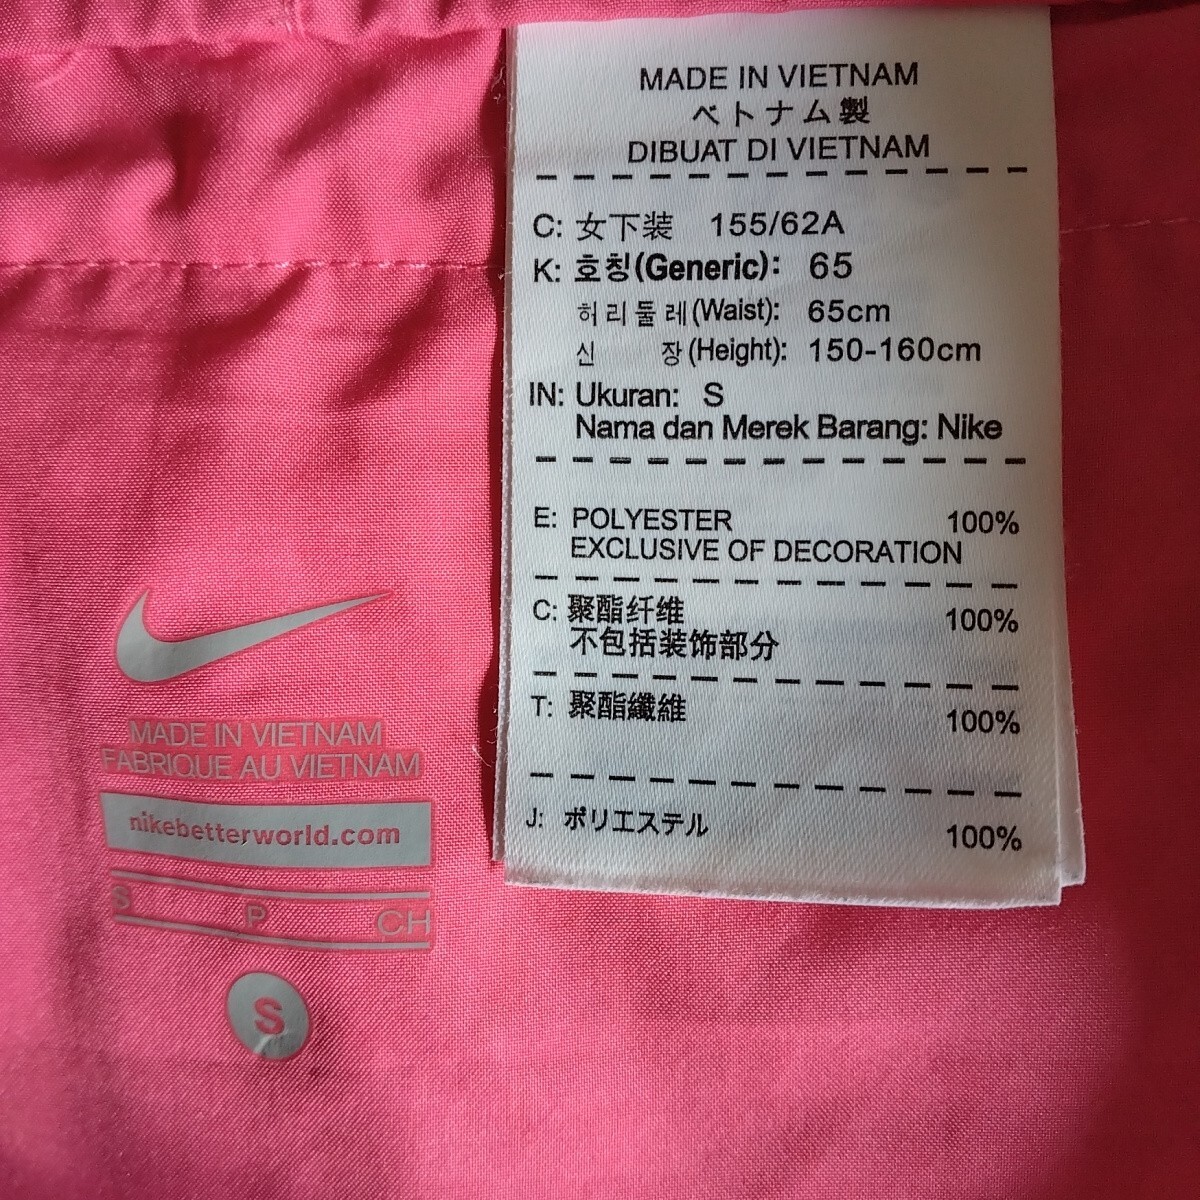 MADE IN VIETNAM
ベトナム製
DIBUAT DI VIETNAM
C: 女下装 155/62A
K: 호칭(Generic): 65
허리둘레(Waist): 65cm
신 장(Height): 150-160cm
IN: Ukuran: S
Nama dan Merek Barang: Nike
E: POLYESTER 100%
EXCLUSIVE OF DECORATION
C: 聚酯纤维 100%
不包括装饰部分
T: 聚酯纖維 100%
J: ポリエステル 100%
MADE IN VIETNAM
FABRIQUE AU VIETNAM
nikebetterworld.com
S P CH
S